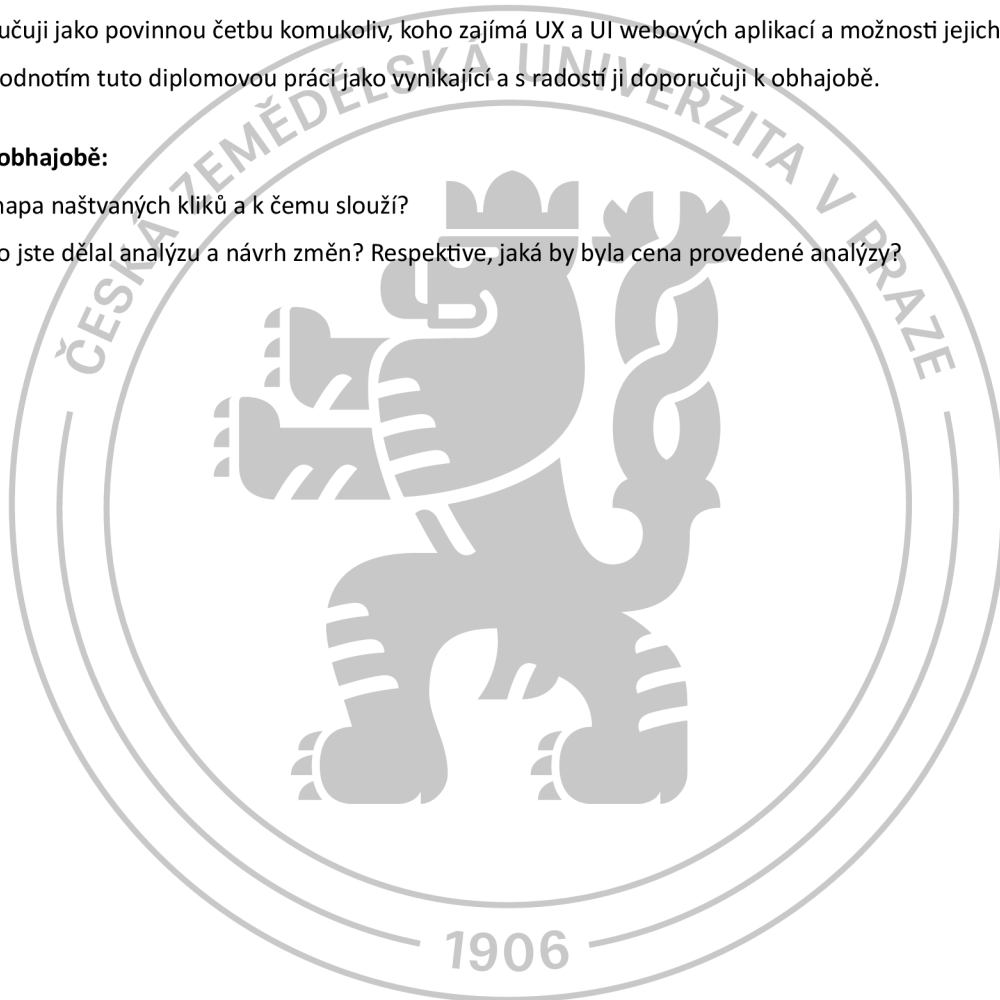 učuji jako povinnou četbu komukoliv, koho zajímá UX a UI webových aplikací a možnosti jejich
odnotím tuto diplomovou práci jako vynikající a s radostí ji doporučuji k obhajobě.
obhajobě:
mapa naštvaných kliků a k čemu slouží?
o jste dělal analýzu a návrh změn? Respektive, jaká by byla cena provedené analýzy?
ČESKÁ ZEMĚDĚLSKÁ UNIVERZITA V PRAZE
1906